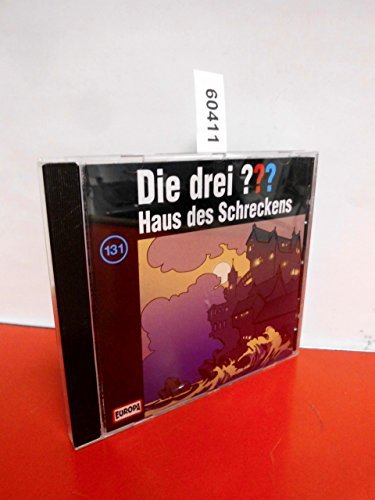 60411
Die drei ???
Haus des Schreckens
131
EUROPA